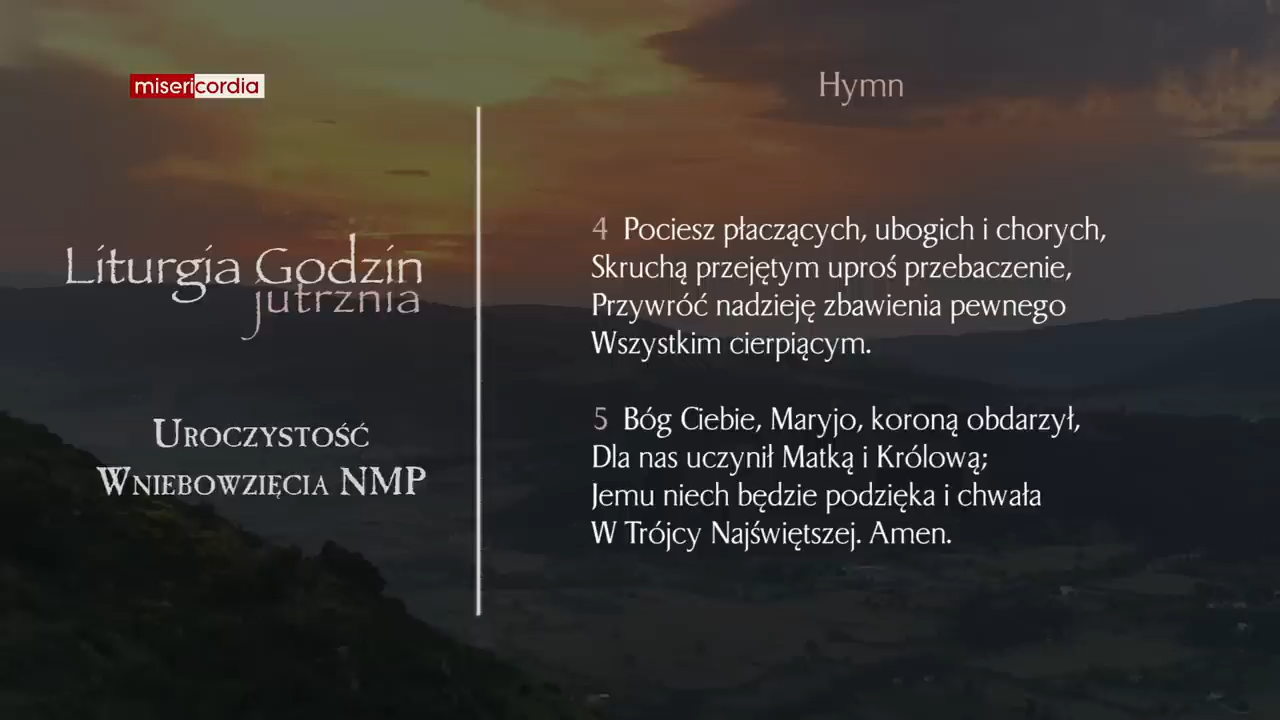 misericordia
Liturgia Godzin
jutrznia
Uroczystość
Wniebowzięcia NMP
Hymn
4 Pociesz płaczących, ubogich i chorych,
Skruchą przejętym uproś przebaczenie,
Przywróć nadzieję zbawienia pewnego
Wszystkim cierpiącym.
5 Bóg Ciebie, Maryjo, koroną obdarzył,
Dla nas uczynił Matką i Królową;
Jemu niech będzie podzięka i chwała
W Trójcy Najświętszej. Amen.